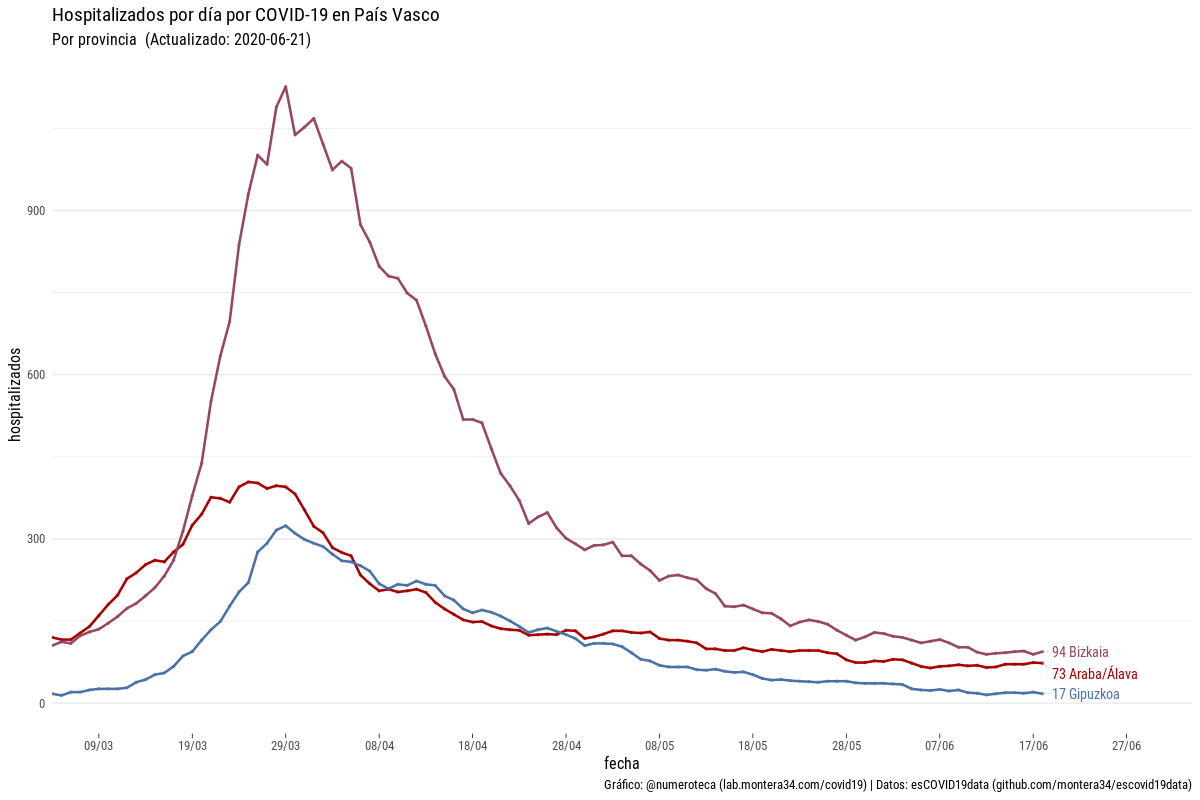 Hospitalizados por día por COVID-19 en País Vasco
Por provincia (Actualizado: 2020-06-21)
hospitalizados
900
600
300
0
94 Bizkaia
73 Araba/Álava
17 Gipuzkoa
09/03
19/03
29/03
08/04
18/04
28/04
08/05
18/05
28/05
07/06
17/06
27/06
fecha
Gráfico: @numeroteca (lab.montera34.com/covid19) | Datos: esCOVID19data (github.com/montera34/escovid19data)